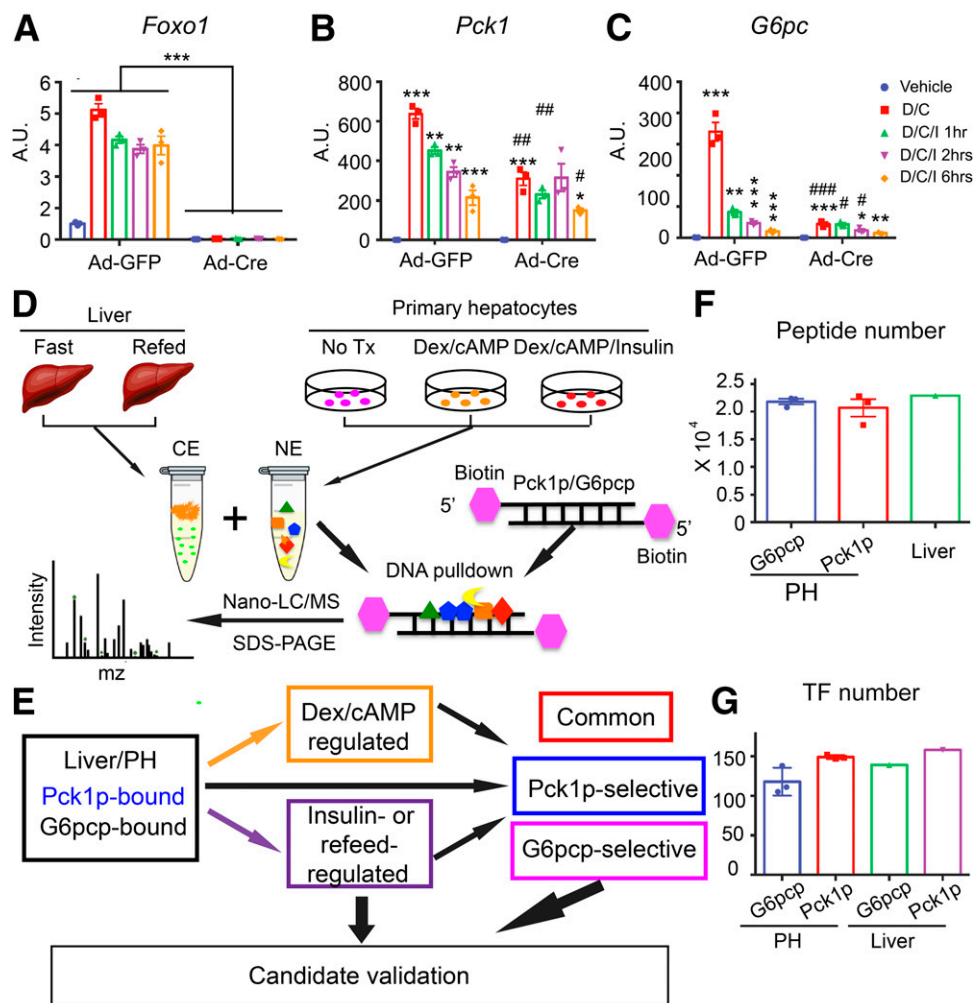 A
Foxo1
***
A.U.
6
5
4
3
2
1
0
Ad-GFP
Ad-Cre
B
Pck1
A.U.
800
600
400
200
0
***
**
**
***
##
***
##
#
*
Ad-GFP
Ad-Cre
C
G6pc
A.U.
400
300
200
100
0
***
**
***
***
###
***
#
#
*
**
Ad-GFP
Ad-Cre
Vehicle
D/C
D/C/I 1hr
D/C/I 2hrs
D/C/I 6hrs
D
Liver
Fast
Refed
Primary hepatocytes
No Tx
Dex/cAMP
Dex/cAMP/Insulin
CE
NE
+
Biotin
Pck1p/G6pcp
5'
5'
Biotin
DNA pulldown
Nano-LC/MS
SDS-PAGE
Intensity
mz
E
Liver/PH
Pck1p-bound
G6pcp-bound
Dex/cAMP
regulated
Insulin- or
refeed-
regulated
Common
Pck1p-selective
G6pcp-selective
Candidate validation
F
Peptide number
X 10⁴
2.5
2.0
1.5
2.1
0.5
0
G6pcp
Pck1p
Liver
PH
G
TF number
150
100
50
0
G6pcp
Pck1p
G6pcp
Pck1p
PH
Liver